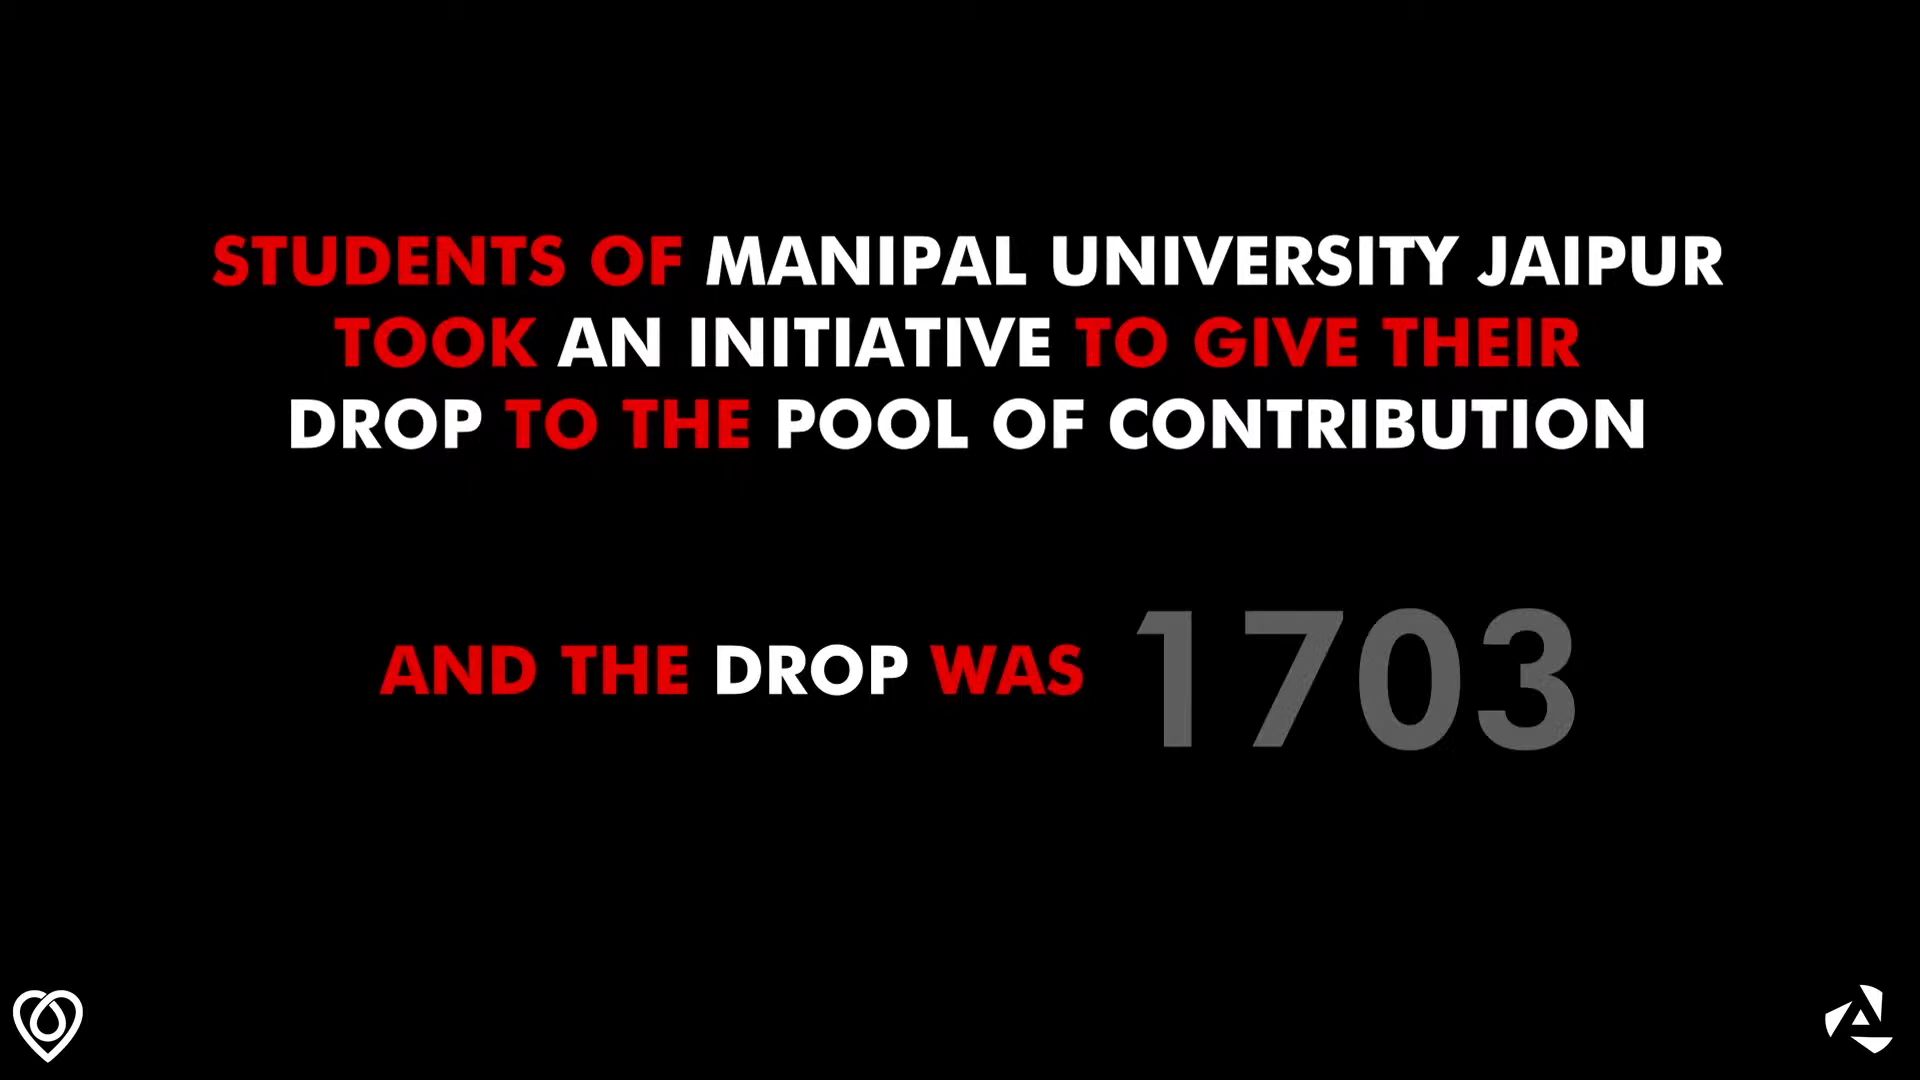 STUDENTS OF MANIPAL UNIVERSITY JAIPUR
TOOK AN INITIATIVE TO GIVE THEIR
DROP TO THE POOL OF CONTRIBUTION
AND THE DROP WAS 1703